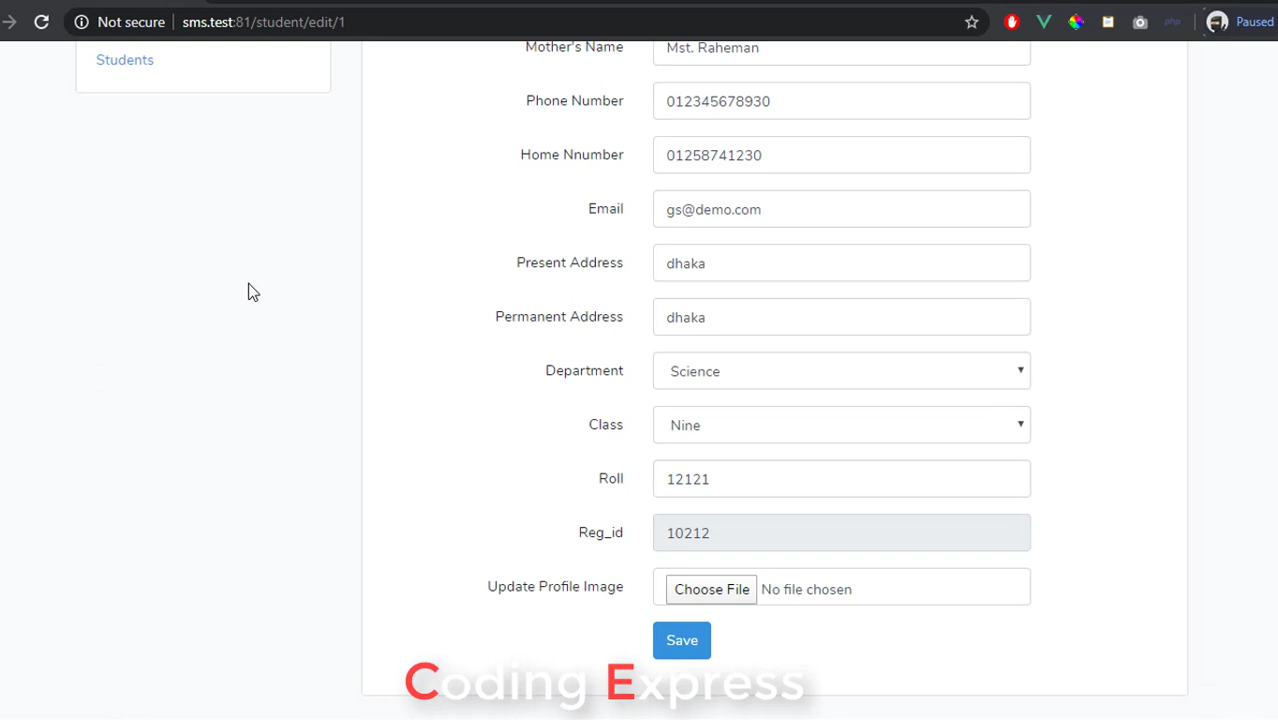 Not secure sms.test:81/student/edit/1 php Paused
Students
Mother's Name Mst. Raheman
Phone Number 012345678930
Home Nnumber 01258741230
Email gs@demo.com
Present Address dhaka
Permanent Address dhaka
Department Science
Class Nine
Roll 12121
Reg_id 10212
Update Profile Image Choose File No file chosen
Save
Coding Express